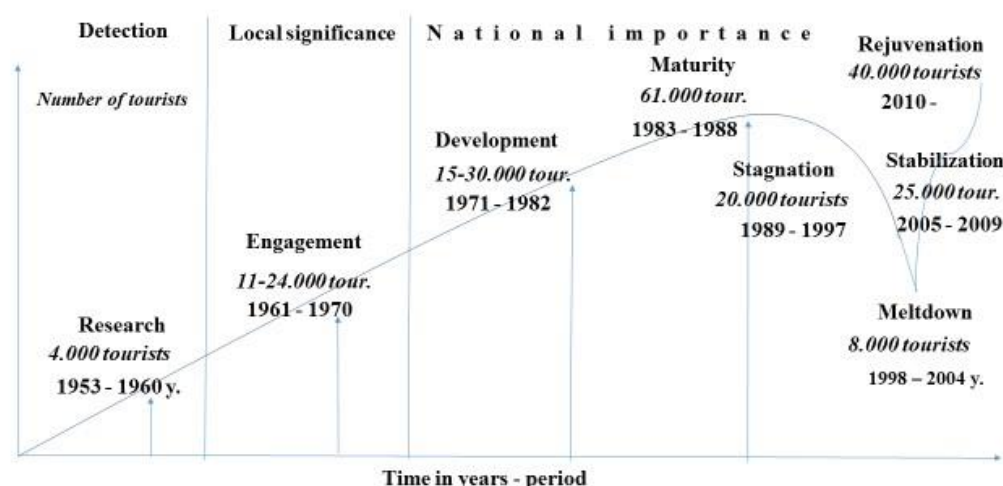 Detection
Local significance
N a t i o n a l  i m p o r t a n c e
Number of tourists
Research
4.000 tourists
1953 - 1960 y.
Engagement
11-24.000 tour.
1961 - 1970
Development
15-30.000 tour.
1971 - 1982
Maturity
61.000 tour.
1983 - 1988
Stagnation
20.000 tourists
1989 - 1997
Rejuvenation
40.000 tourists
2010 -
Stabilization
25.000 tour.
2005 - 2009
Meltdown
8.000 tourists
1998 – 2004 y.
Time in years - period